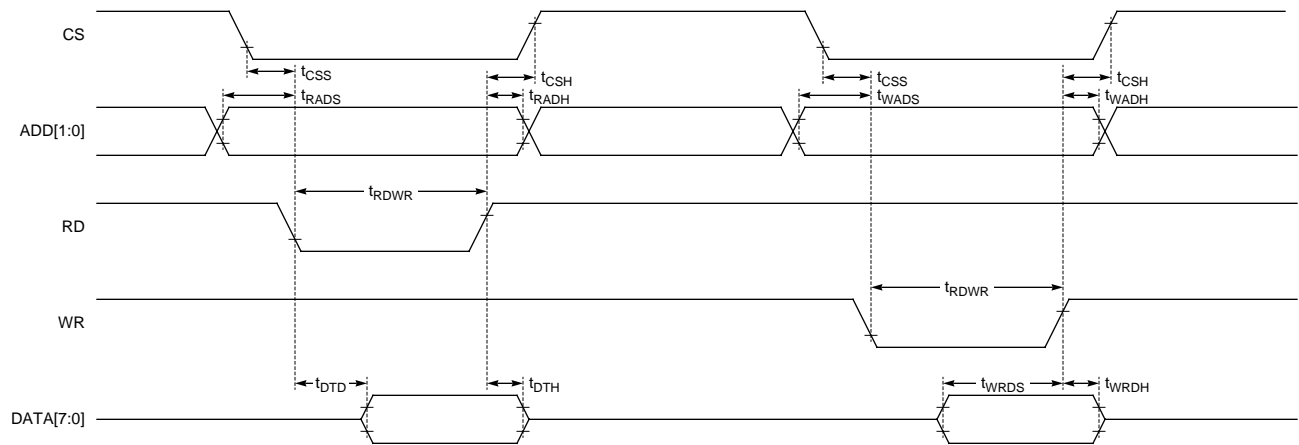 CS
tCSS
tCSH
tCSS
tCSH
tRADS
tRADH
tWADS
tWADH
ADD[1:0]
tRDWR
RD
tRDWR
WR
tDTD
tDTH
tWRDS
tWRDH
DATA[7:0]